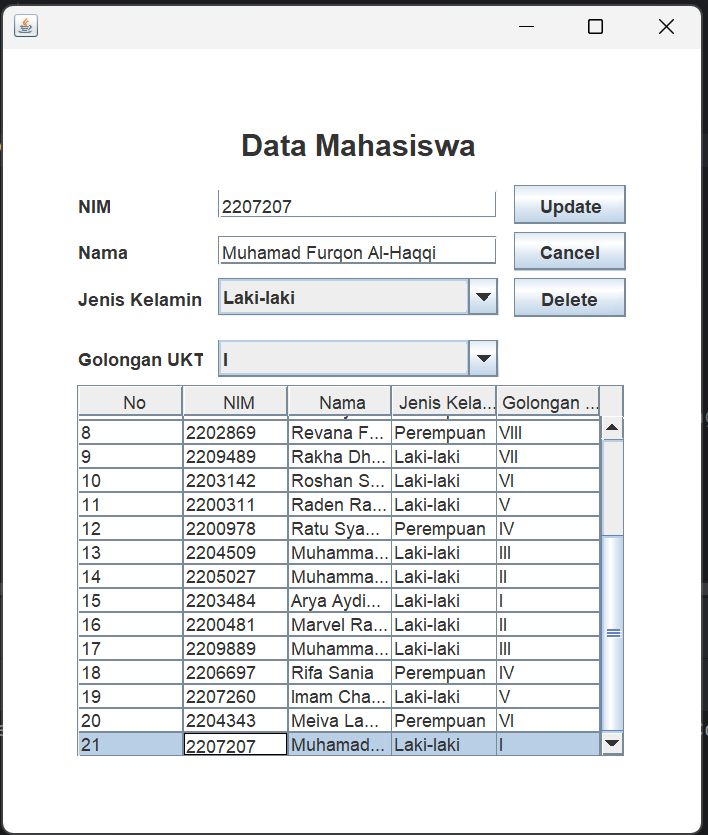 Data Mahasiswa
NIM 2207207 Update
Nama Muhamad Furqon Al-Haqqi Cancel
Jenis Kelamin Laki-laki Delete
Golongan UKT I
No NIM Nama Jenis Kela... Golongan ...
8 2202869 Revana F... Perempuan VIII
9 2209489 Rakha Dh... Laki-laki VII
10 2203142 Roshan S... Laki-laki VI
11 2200311 Raden Ra... Laki-laki V
12 2200978 Ratu Sya... Perempuan IV
13 2204509 Muhamma... Laki-laki III
14 2205027 Muhamma... Laki-laki II
15 2203484 Arya Aydi... Laki-laki I
16 2200481 Marvel Ra... Laki-laki II
17 2209889 Muhamma... Laki-laki III
18 2206697 Rifa Sania Perempuan IV
19 2207260 Imam Cha... Laki-laki V
20 2204343 Meiva La... Perempuan VI
21 2207207 Muhamad... Laki-laki I